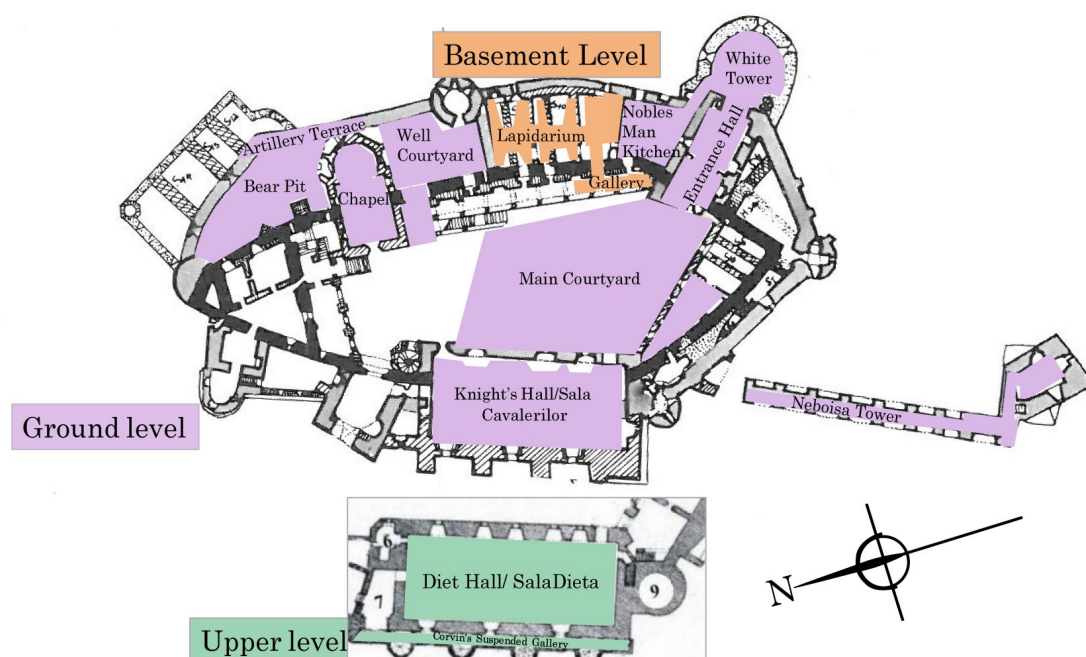 Basement Level
White
Tower
Artillery Terrace
Well
Courtyard
Lapidarium
Nobles
Man
Kitchen
Entrance Hall
Bear Pit
Chapel
Gallery
Main Courtyard
Knight's Hall/Sala
Cavalerilor
Neboisa Tower
Ground level
6
Diet Hall/ SalaDieta
7
9
Corvin's Suspended Gallery
Upper level
N